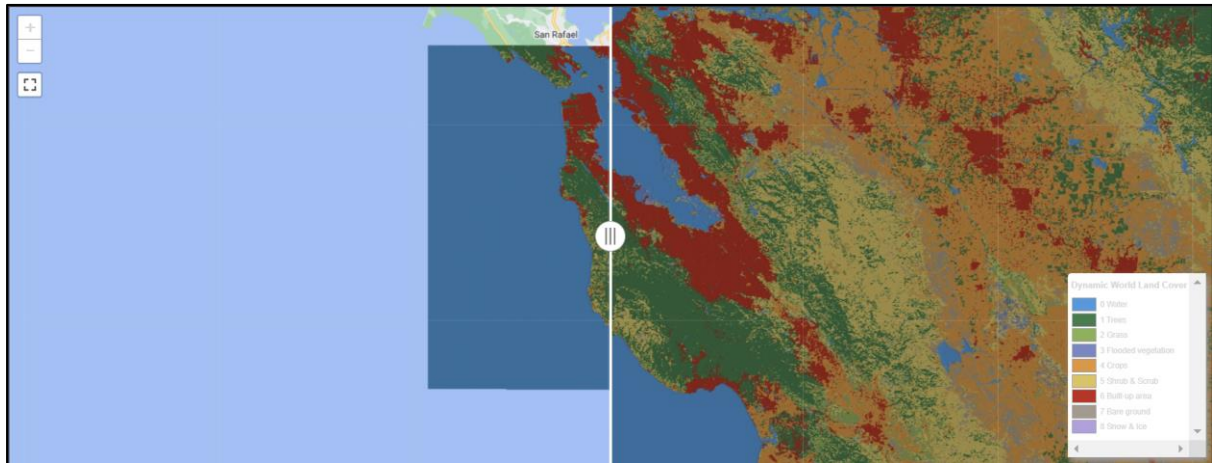 +
−
San Rafael
Dynamic World Land Cover
0 Water
1 Trees
2 Grass
3 Flooded vegetation
4 Crops
5 Shrub & Scrub
6 Built-up area
7 Bare ground
8 Snow & Ice